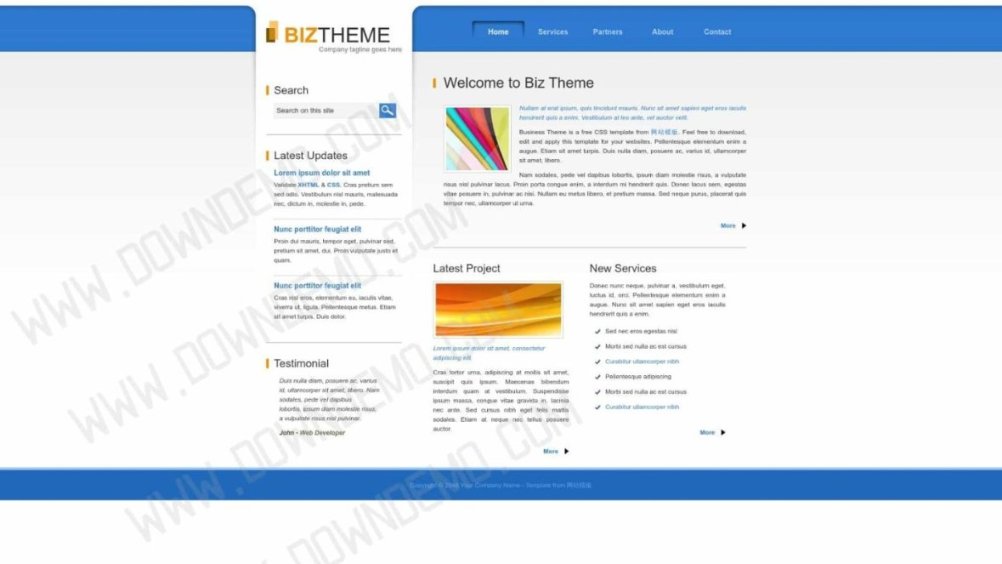 BIZTHEME
Company tagline goes here
Home
Services
Partners
About
Contact
Search
Search on this site
Latest Updates
Lorem ipsum dolor sit amet
Validate XHTML & CSS. Cras pretium sem
sed odio. Vestibulum nisl mauris, malesuada
nec, dictum in, molestie in, pede.
Nunc porttitor feugiat elit
Proin dui mauris, tempor eget, pulvinar sed,
pretium sit amet, dui. Proin vulputate justo et
quam.
Nunc porttitor feugiat elit
Cras nisl eros, elementum eu, iaculis vitae,
viverra ut, ligula. Pellentesque metus. Etiam
sit amet turpis. Duis dolor.
Testimonial
Duis nulla diam, posuere ac, varius
id, ullamcorper sit amet, libero. Nam
sodales, pede vel dapibus
lobortis, ipsum diam molestie risus,
a vulputate risus nisl pulvinar.
John - Web Developer
Welcome to Biz Theme
Nullam at erat ipsum, quis tincidunt mauris. Nunc sit amet sapien eget eros iaculis
hendrerit quis a enim. Vestibulum at leo ante, vel auctor velit.
Business Theme is a free CSS template from 网站模板. Feel free to download,
edit and apply this template for your websites. Pellentesque elementum enim a
augue. Etiam sit amet turpis. Duis nulla diam, posuere ac, varius id, ullamcorper
sit amet, libero.
Nam sodales, pede vel dapibus lobortis, ipsum diam molestie risus, a vulputate
risus nisl pulvinar lacus. Proin porta congue enim, a interdum mi hendrerit quis. Donec lacus sem, egestas
vitae posuere in, pulvinar ac nisi. Nullam eu metus libero, et pretium massa. Sed neque purus, placerat quis
tempor nec, ullamcorper ut urna.
More
Latest Project
Lorem ipsum dolor sit amet, consectetur
adipiscing elit
Cras tortor urna, adipiscing at mollis sit amet,
suscipit quis ipsum. Maecenas bibendum
interdum quam at vestibulum. Suspendisse
ipsum massa, congue vitae gravida in, lacinia
nec ante. Sed cursus nibh eget felis mattis
sodales. Etiam at neque nec tellus posuere
auctor.
More
New Services
Donec nunc neque, pulvinar a, vestibulum eget,
luctus id, orci. Pellentesque elementum enim a
augue. Nunc sit amet sapien eget eros iaculis
hendrerit quis a enim.
Sed nec eros egestas nisl
Morbi sed nulla ac est cursus
Curabitur ullamcorper nibh
Pellentesque adipiscing
Morbi sed nulla ac est cursus
Curabitur ullamcorper nibh
More
Copyright © 2048 Your Company Name - Template from 网站模板
WWW.DOWNDEMO.COM
WWW.DOWNDEMO.COM
WWW.DOWNDEMO.COM